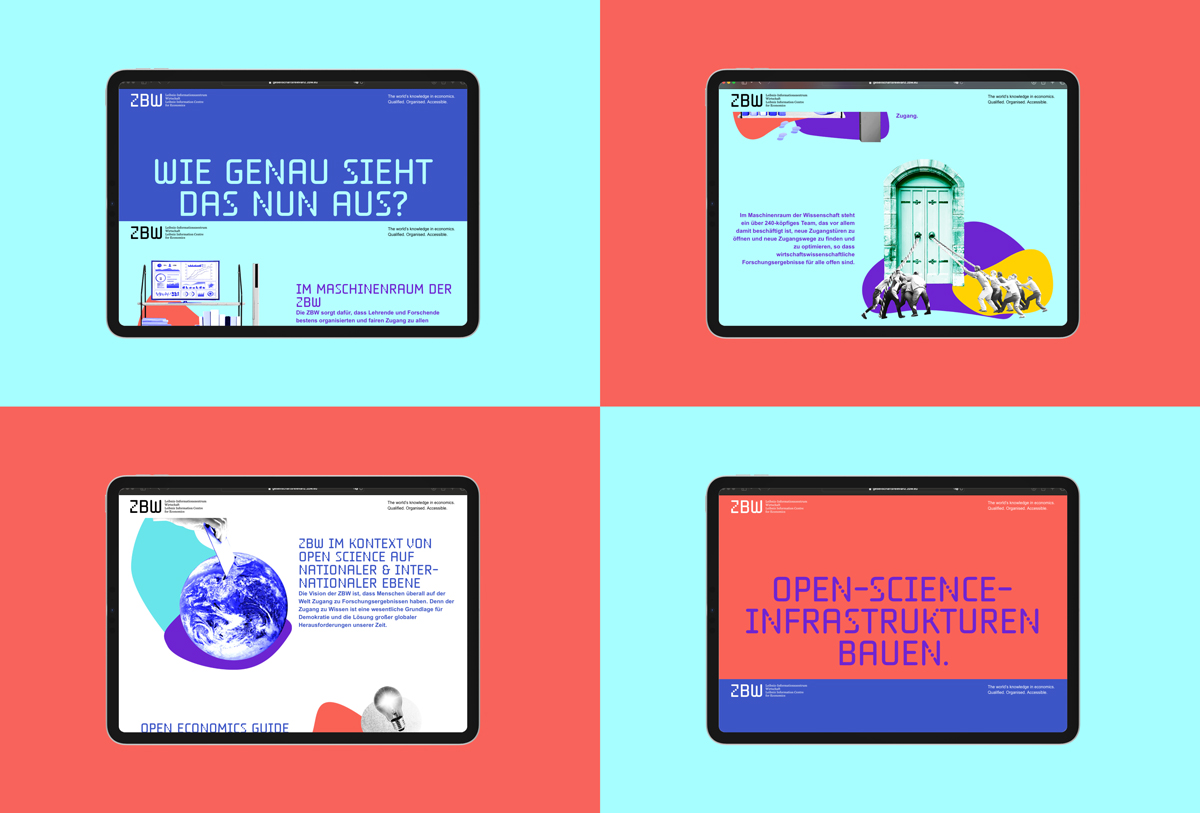 ZBW
Leibniz-Informationszentrum
Wirtschaft
Leibniz Information Centre
for Economics
The world's knowledge in economics.
Qualified. Organised. Accessible.
WIE GENAU SIEHT
DAS NUN AUS?
ZBW
Leibniz-Informationszentrum
Wirtschaft
Leibniz Information Centre
for Economics
The world's knowledge in economics.
Qualified. Organised. Accessible.
IM MASCHINENRAUM DER
ZBW
Die ZBW sorgt dafür, dass Lehrende und Forschende
bestens organisierten und fairen Zugang zu allen
ZBW
Leibniz-Informationszentrum
Wirtschaft
Leibniz Information Centre
for Economics
The world's knowledge in economics.
Qualified. Organised. Accessible.
Zugang.
Im Maschinenraum der Wissenschaft steht
ein über 240-köpfiges Team, das vor allem
damit beschäftigt ist, neue Zugangstüren zu
öffnen und neue Zugangswege zu finden und
zu optimieren, so dass
wirtschaftswissenschaftliche
Forschungsergebnisse für alle offen sind.
ZBW
Leibniz-Informationszentrum
Wirtschaft
Leibniz Information Centre
for Economics
The world's knowledge in economics.
Qualified. Organised. Accessible.
ZBW IM KONTEXT VON
OPEN SCIENCE AUF
NATIONALER & INTER-
NATIONALER EBENE
Die Vision der ZBW ist, dass Menschen überall auf der
Welt Zugang zu Forschungsergebnissen haben. Denn der
Zugang zu Wissen ist eine wesentliche Grundlage für
Demokratie und die Lösung großer globaler
Herausforderungen unserer Zeit.
OPEN ECONOMICS GUIDE
ZBW
Leibniz-Informationszentrum
Wirtschaft
Leibniz Information Centre
for Economics
The world's knowledge in economics.
Qualified. Organised. Accessible.
OPEN-SCIENCE-
INFRASTRUKTUREN
BAUEN.
ZBW
Leibniz-Informationszentrum
Wirtschaft
Leibniz Information Centre
for Economics
The world's knowledge in economics.
Qualified. Organised. Accessible.